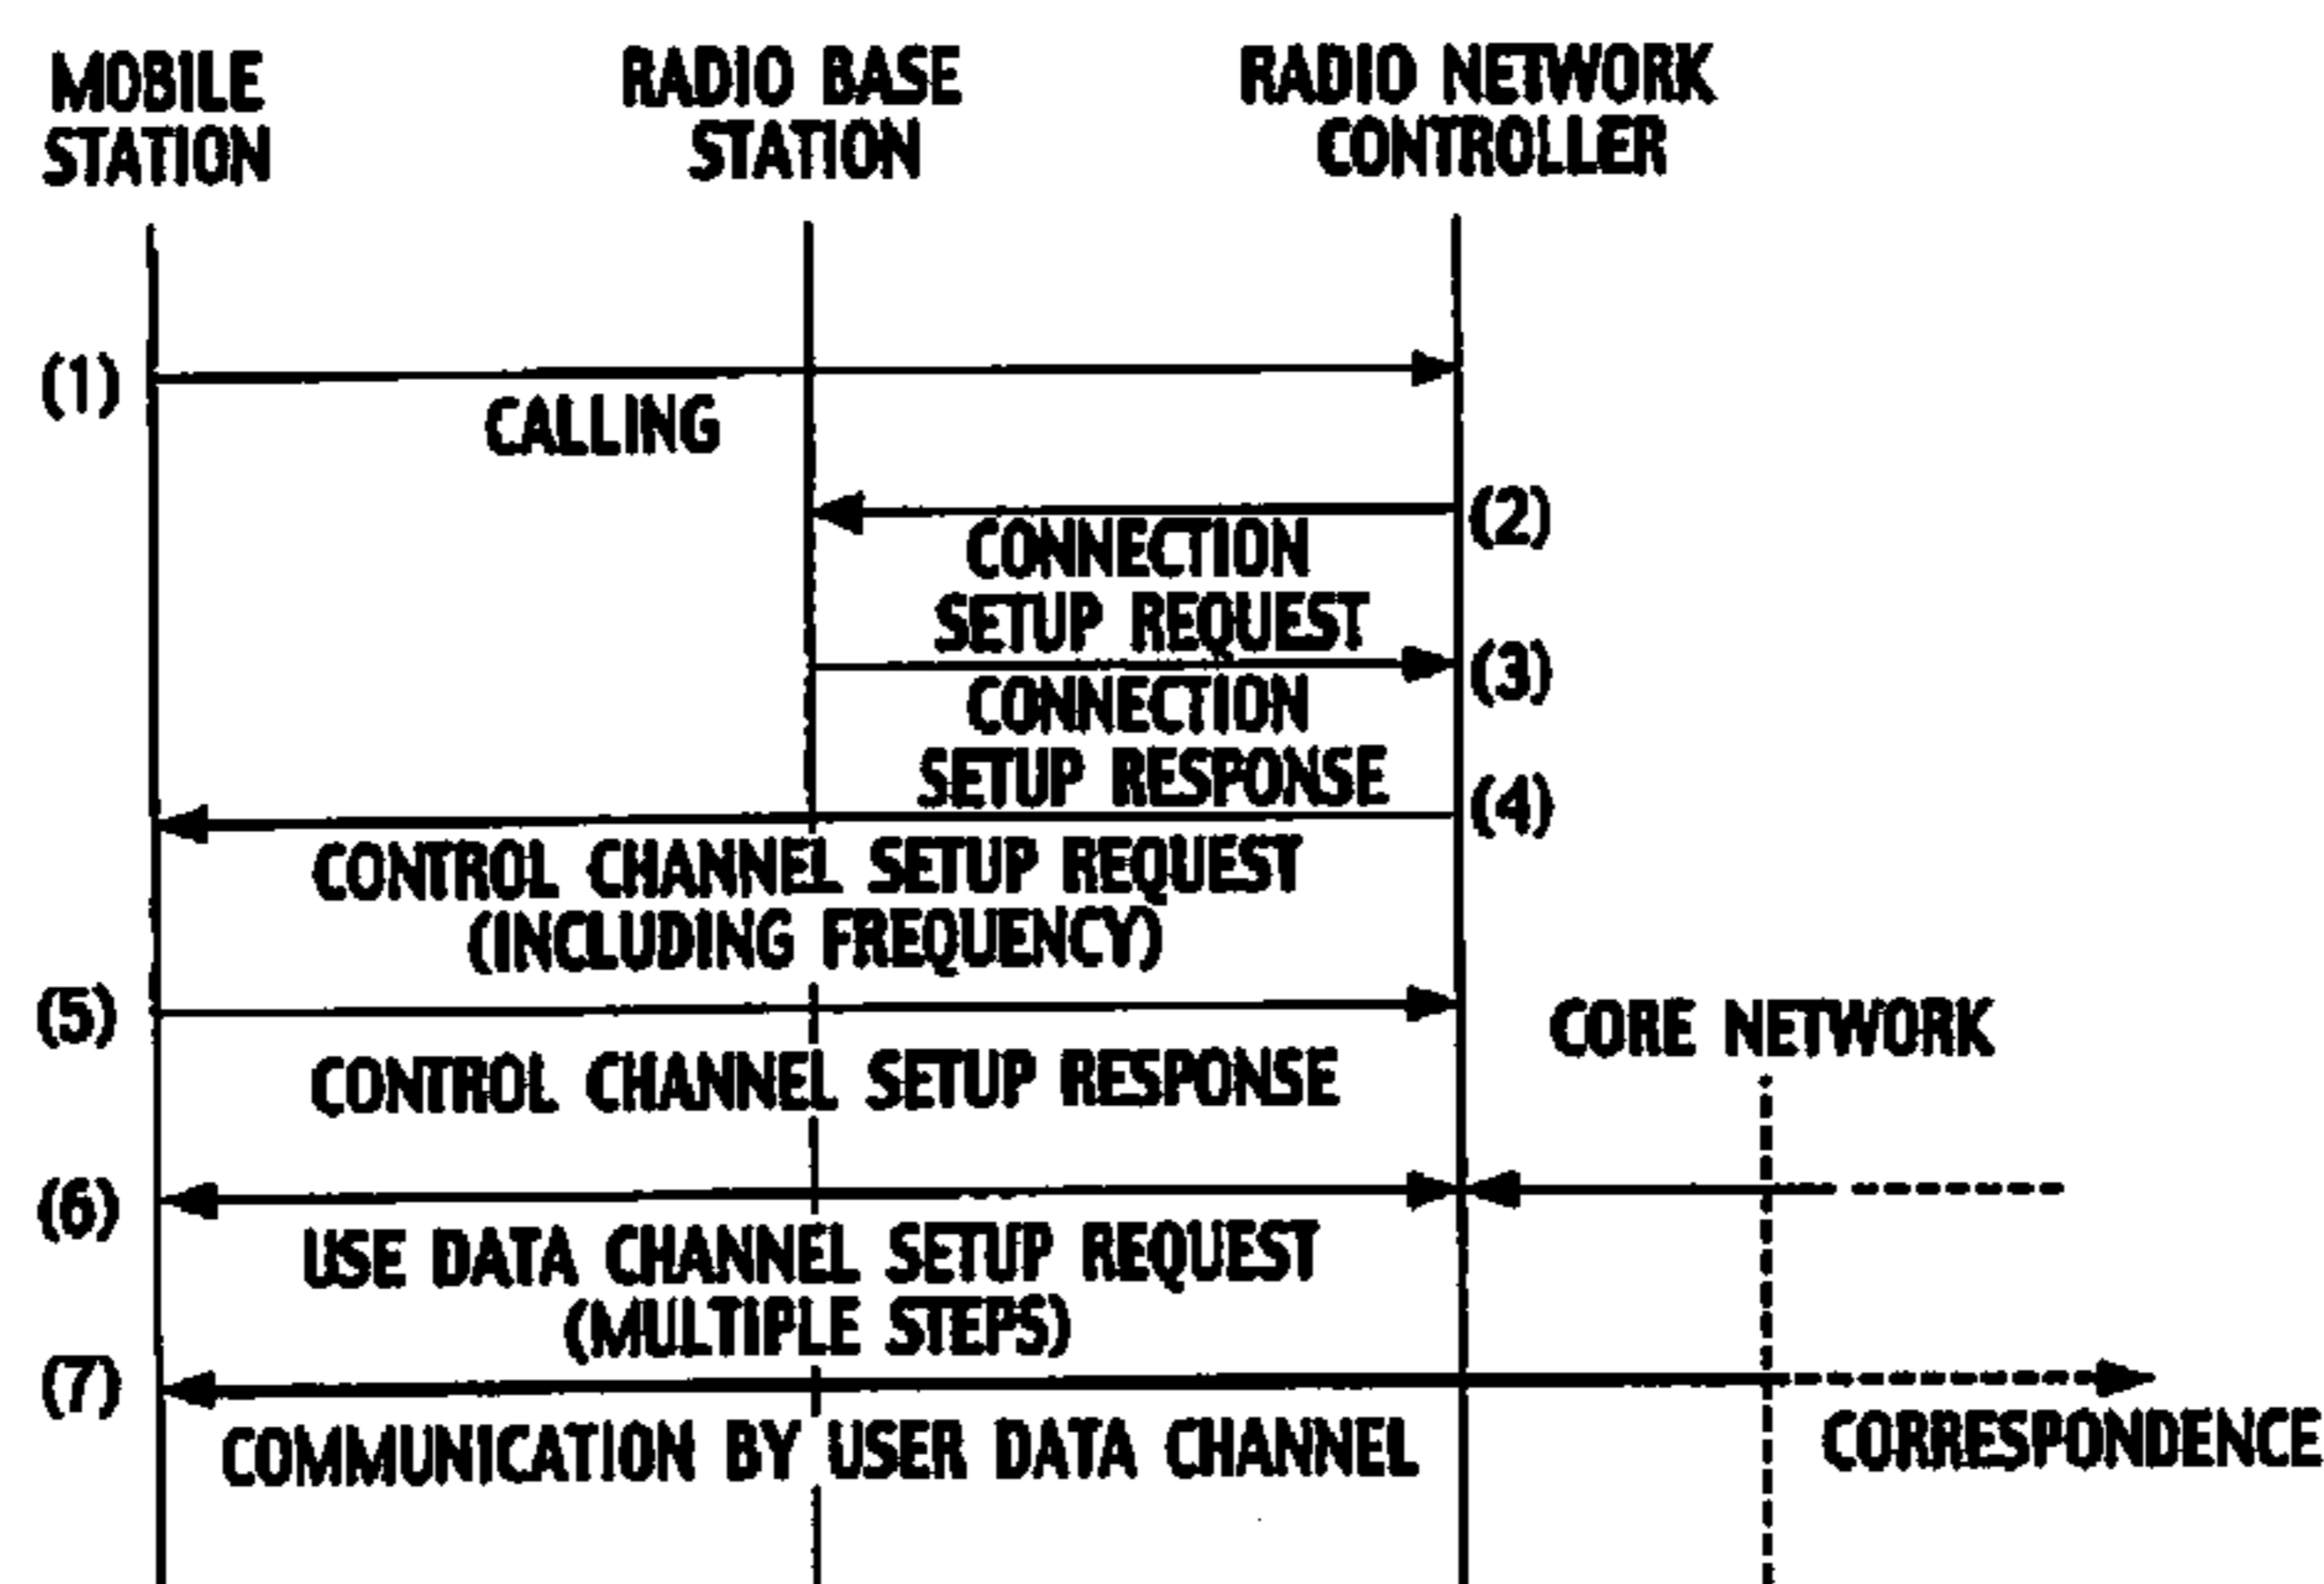 MOBILE
STATION
RADIO BASE
STATION
RADIO NETWORK
CONTROLLER
(1)
CALLING
(2)
CONNECTION
SETUP REQUEST
(3)
CONNECTION
SETUP RESPONSE
(4)
CONTROL CHANNEL SETUP REQUEST
(INCLUDING FREQUENCY)
(5)
CORE NETWORK
CONTROL CHANNEL SETUP RESPONSE
(6)
USE DATA CHANNEL SETUP REQUEST
(MULTIPLE STEPS)
(7)
COMMUNICATION BY USER DATA CHANNEL
CORRESPONDENCE